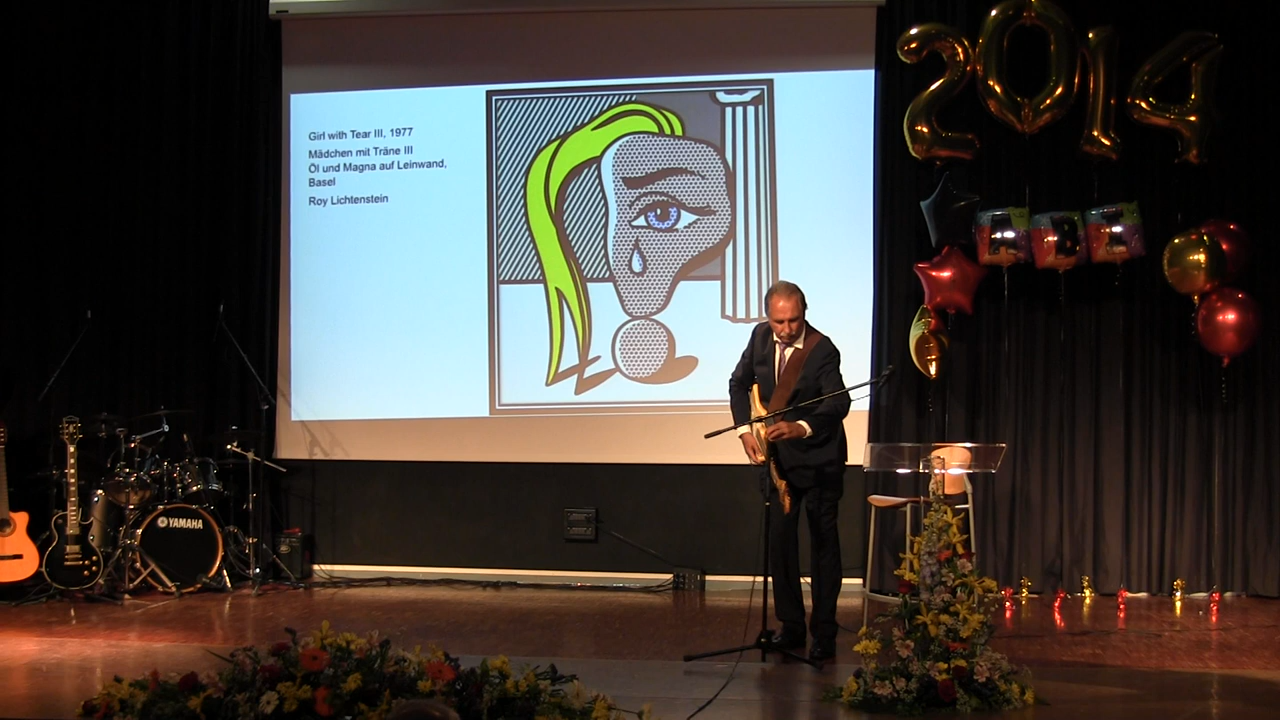 Girl with Tear III, 1977
Mädchen mit Träne III
Öl und Magna auf Leinwand,
Basel
Roy Lichtenstein
2014
ABI
YAMAHA